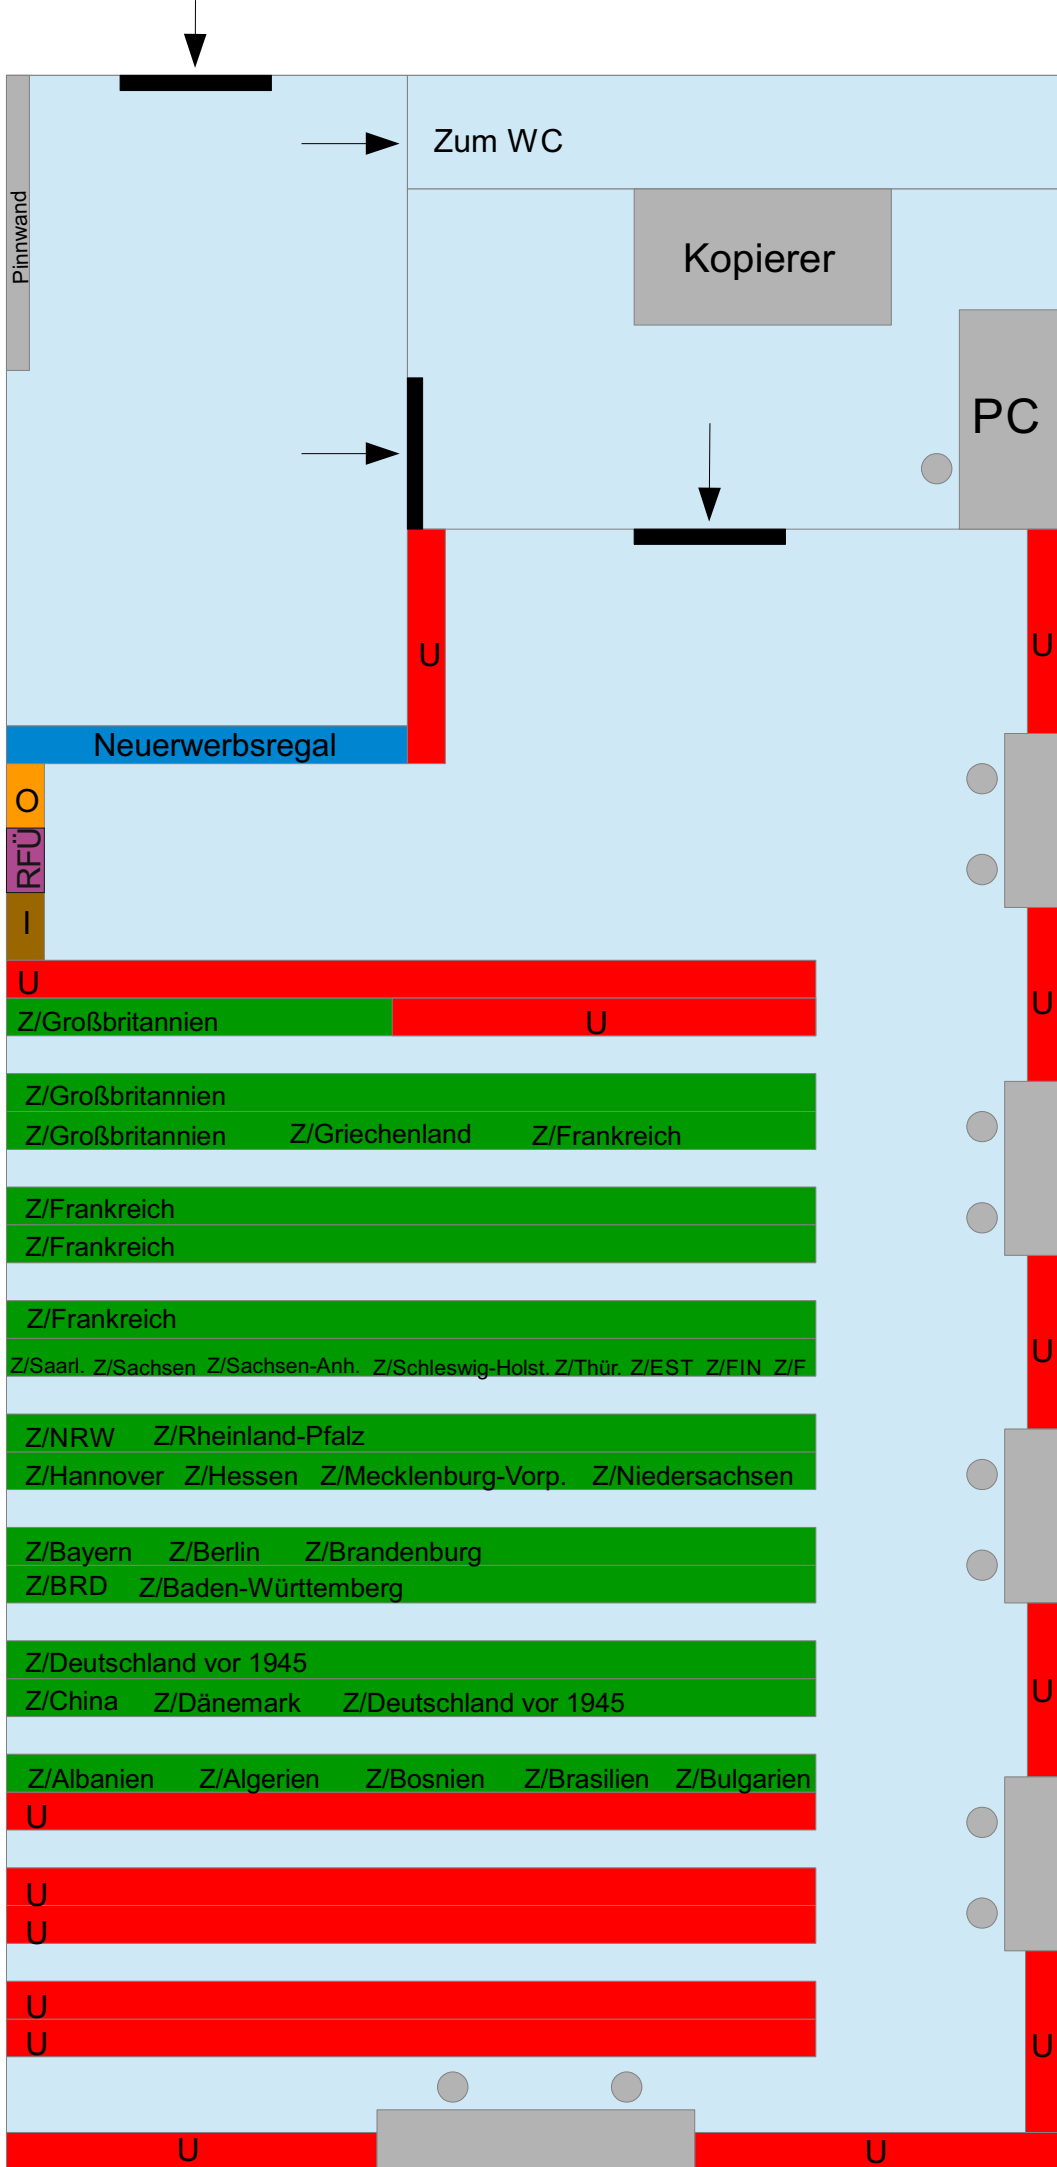 Zum WC
Pinnwand
Kopierer
PC
U
U
Neuerwerbsregal
O
RFÜ
I
U
U
Z/Großbritannien U
Z/Großbritannien
Z/Großbritannien Z/Griechenland Z/Frankreich
Z/Frankreich
Z/Frankreich
Z/Frankreich
U
Z/Saarl. Z/Sachsen Z/Sachsen-Anh. Z/Schleswig-Holst. Z/Thür. Z/EST Z/FIN Z/F
Z/NRW Z/Rheinland-Pfalz
Z/Hannover Z/Hessen Z/Mecklenburg-Vorp. Z/Niedersachsen
Z/Bayern Z/Berlin Z/Brandenburg
Z/BRD Z/Baden-Württemberg
Z/Deutschland vor 1945
U
Z/China Z/Dänemark Z/Deutschland vor 1945
Z/Albanien Z/Algerien Z/Bosnien Z/Brasilien Z/Bulgarien
U
U
U
U
U
U
U U